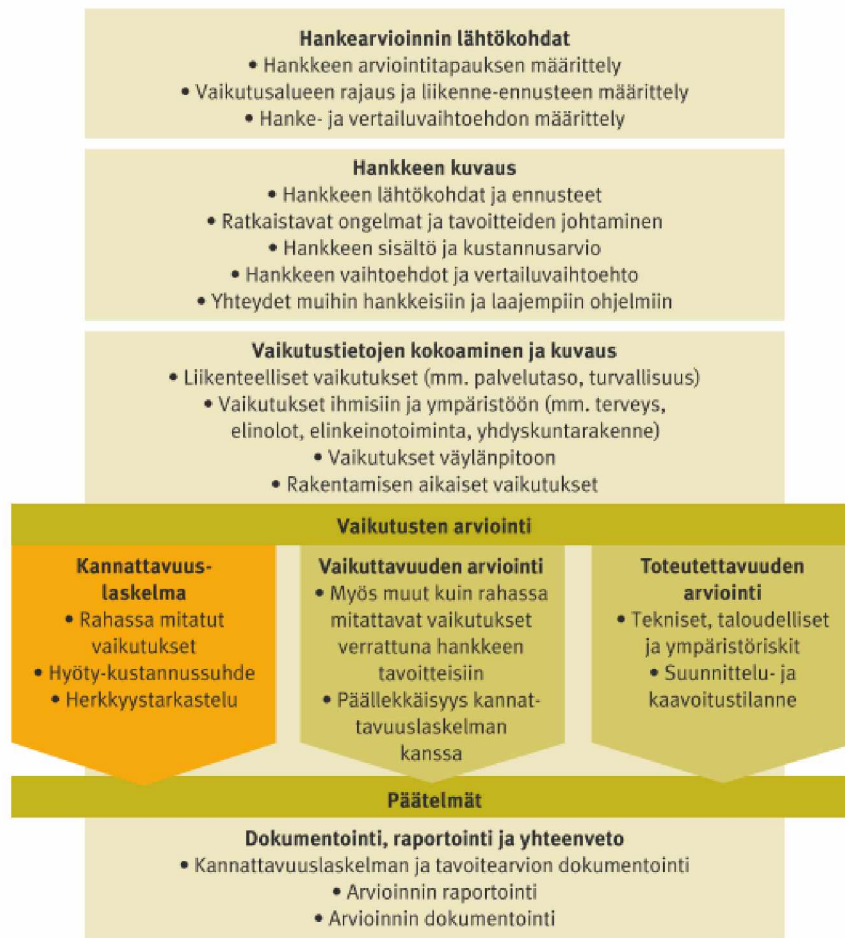 Hankearvioinnin lähtökohdat
• Hankkeen arviointitapauksen määrittely
• Vaikutusalueen rajaus ja liikenne-ennusteen määrittely
• Hanke- ja vertailuvaihtoehdon määrittely
Hankkeen kuvaus
• Hankkeen lähtökohdat ja ennusteet
• Ratkaistavat ongelmat ja tavoitteiden johtaminen
• Hankkeen sisältö ja kustannusarvio
• Hankkeen vaihtoehdot ja vertailuvaihtoehto
• Yhteydet muihin hankkeisiin ja laajempiin ohjelmiin
Vaikutustietojen kokoaminen ja kuvaus
• Liikenteelliset vaikutukset (mm. palvelutaso, turvallisuus)
• Vaikutukset ihmisiin ja ympäristöön (mm. terveys,
elinolot, elinkeinotoiminta, yhdyskuntarakenne)
• Vaikutukset väylänpitoon
• Rakentamisen aikaiset vaikutukset
Vaikutusten arviointi
Kannattavuus-
laskelma
• Rahassa mitatut
vaikutukset
• Hyöty-kustannussuhde
• Herkkyystarkastelu
Vaikuttavuuden arviointi
• Myös muut kuin rahassa
mitattavat vaikutukset
verrattuna hankkeen
tavoitteisiin
• Päällekkäisyys kannat-
tavuuslaskelman
kanssa
Toteutettavuuden
arviointi
• Tekniset, taloudelliset
ja ympäristöriskit
• Suunnittelu- ja
kaavoitustilanne
Päätelmät
Dokumentointi, raportointi ja yhteenveto
• Kannattavuuslaskelman ja tavoitearvion dokumentointi
• Arvioinnin raportointi
• Arvioinnin dokumentointi